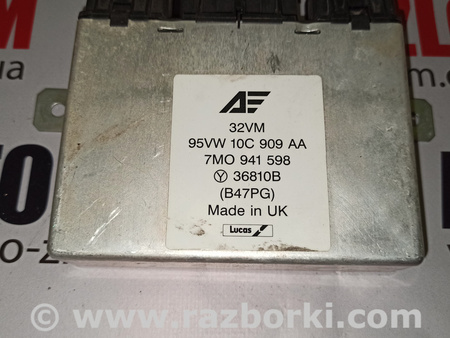 AE
32VM
95VW 10C 909 AA
7MO 941 598
Ⓨ 36810B
(B47PG)
Made in UK
Lucas
© www.razborki.com